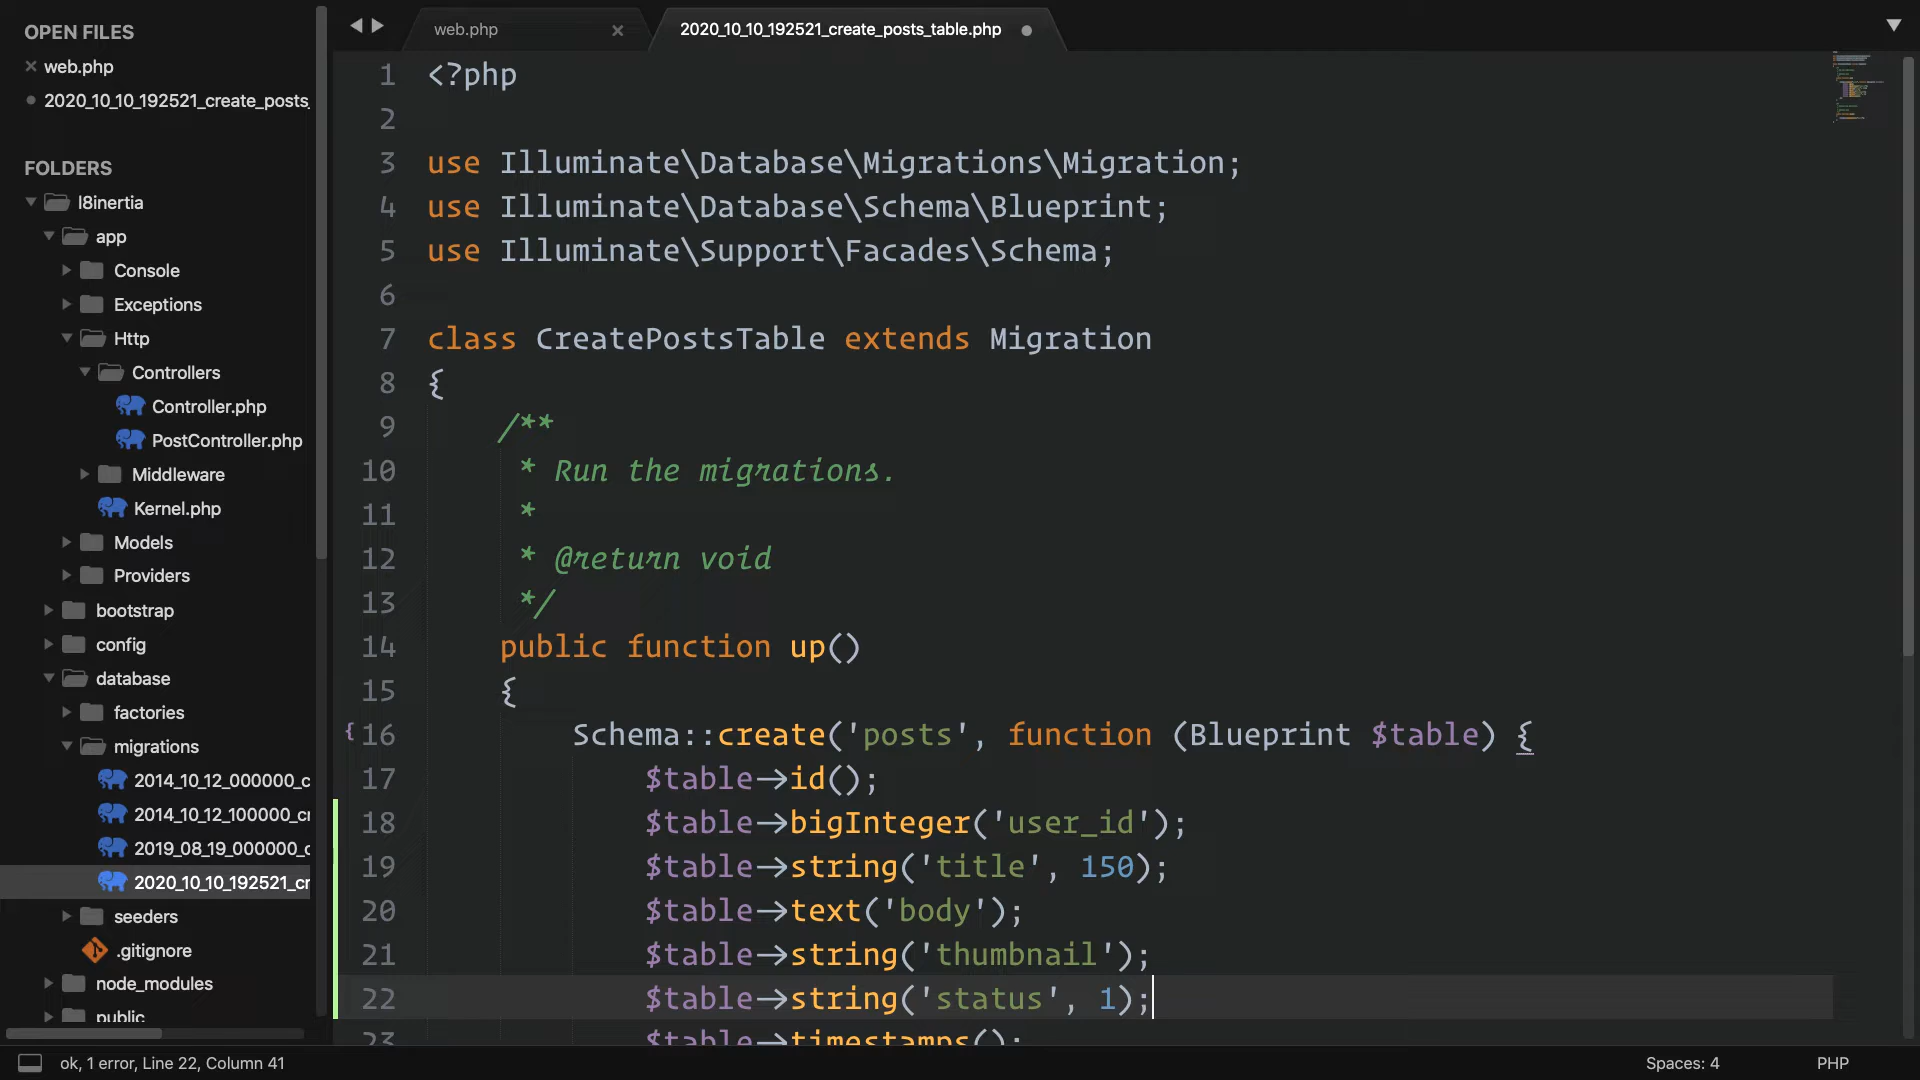 OPEN FILES
web.php
2020_10_10_192521_create_posts_
FOLDERS
l8inertia
app
Console
Exceptions
Http
Controllers
Controller.php
PostController.php
Middleware
Kernel.php
Models
Providers
bootstrap
config
database
factories
migrations
2014_10_12_000000_c
2014_10_12_100000_cr
2019_08_19_000000_c
2020_10_10_192521_cr
seeders
.gitignore
node_modules
public
web.php
2020_10_10_192521_create_posts_table.php
1 <?php
2
3 use Illuminate\Database\Migrations\Migration;
4 use Illuminate\Database\Schema\Blueprint;
5 use Illuminate\Support\Facades\Schema;
6
7 class CreatePostsTable extends Migration
8 {
9 /**
10 * Run the migrations.
11 *
12 * @return void
13 */
14 public function up()
15 {
{ 16 Schema::create('posts', function (Blueprint $table) {
17 $table->id();
18 $table->bigInteger('user_id');
19 $table->string('title', 150);
20 $table->text('body');
21 $table->string('thumbnail');
22 $table->string('status', 1);
23 $table->timestamps();
ok, 1 error, Line 22, Column 41
Spaces: 4
PHP